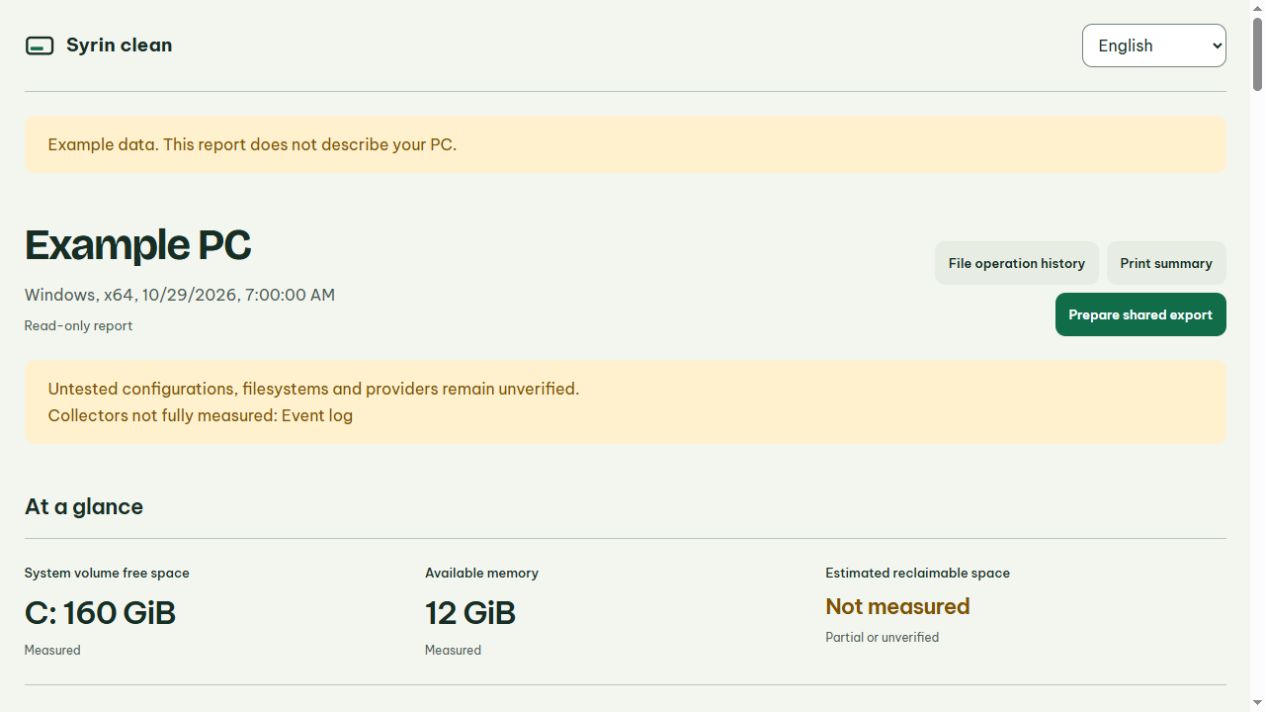 Syrin clean
English
Example data. This report does not describe your PC.
Example PC
Windows, x64, 10/29/2026, 7:00:00 AM
Read-only report
File operation history
Print summary
Prepare shared export
Untested configurations, filesystems and providers remain unverified.
Collectors not fully measured: Event log
At a glance
System volume free space
C: 160 GiB
Measured
Available memory
12 GiB
Measured
Estimated reclaimable space
Not measured
Partial or unverified